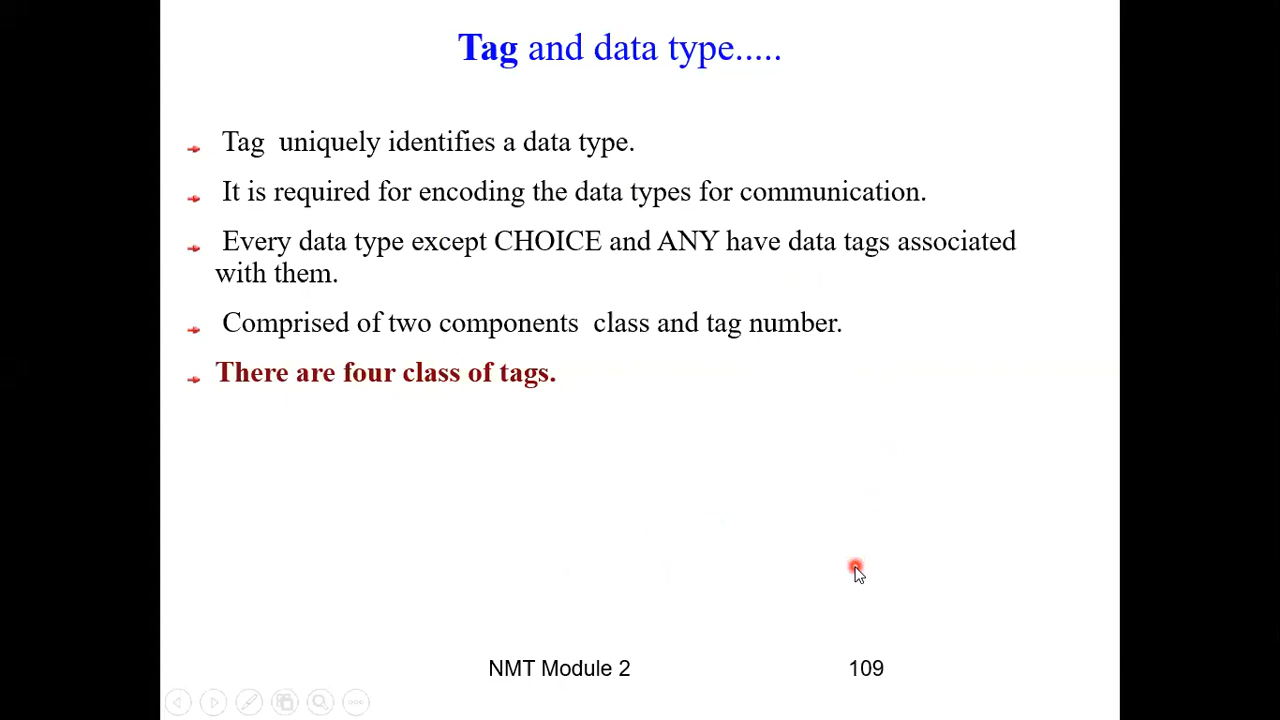 Tag and data type.....
Tag uniquely identifies a data type.
It is required for encoding the data types for communication.
Every data type except CHOICE and ANY have data tags associated
with them.
Comprised of two components class and tag number.
There are four class of tags.
NMT Module 2
109